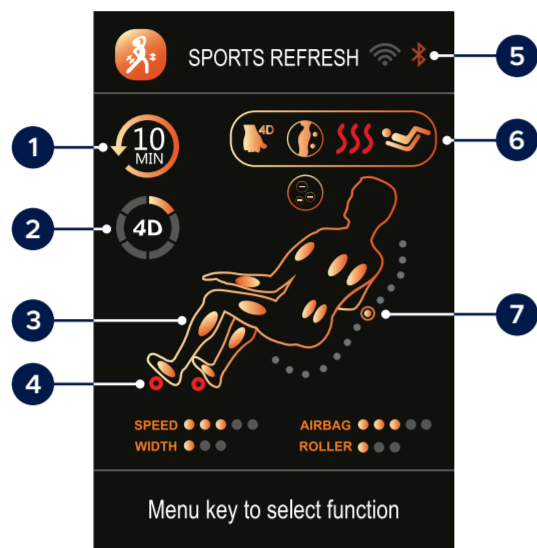 SPORTS REFRESH
5
1
10
MIN
4D
6
2
4D
3
7
4
SPEED
AIRBAG
WIDTH
ROLLER
Menu key to select function